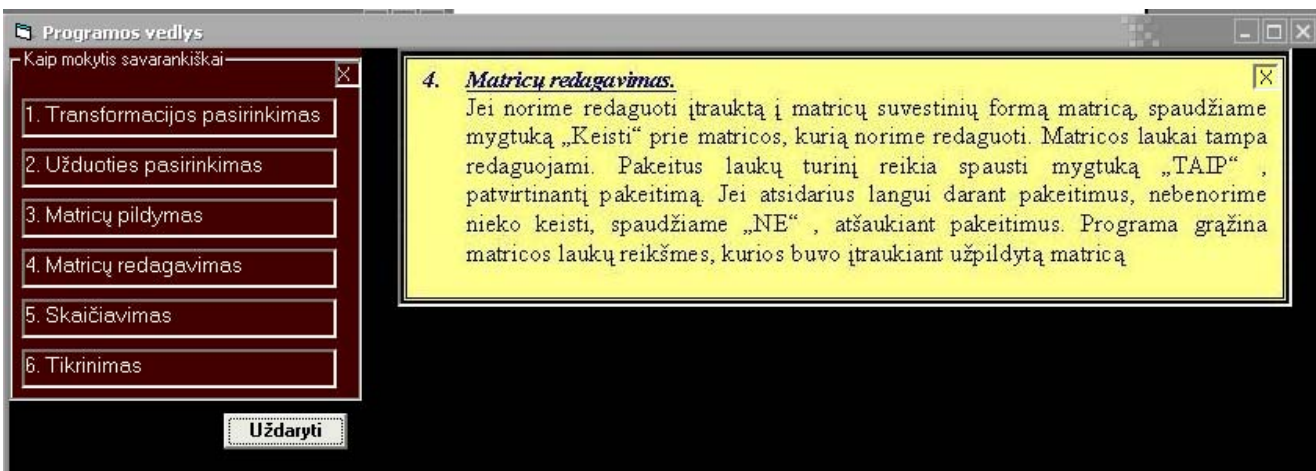 Programos vedlys
Kaip mokytis savarankiškai
X
1. Transformacijos pasirinkimas
2. Užduoties pasirinkimas
3. Matricų pildymas
4. Matricų redagavimas
5. Skaičiavimas
6. Tikrinimas
Uždaryti
4. Matricų redagavimas.
X
Jei norime redaguoti įtrauktą į matricų suvestinių formą matricą, spaudžiame
mygtuką „Keisti“ prie matricos, kurią norime redaguoti. Matricos laukai tampa
redaguojami. Pakeitus laukų turinį reikia spausti mygtuką „TAIP“ ,
patvirtinantį pakeitimą. Jei atsidarius langui darant pakeitimus, nebenorime
nieko keisti, spaudžiame „NE“ , atšaukiant pakeitimus. Programa grąžina
matricos laukų reikšmes, kurios buvo įtraukiant užpildytą matricą